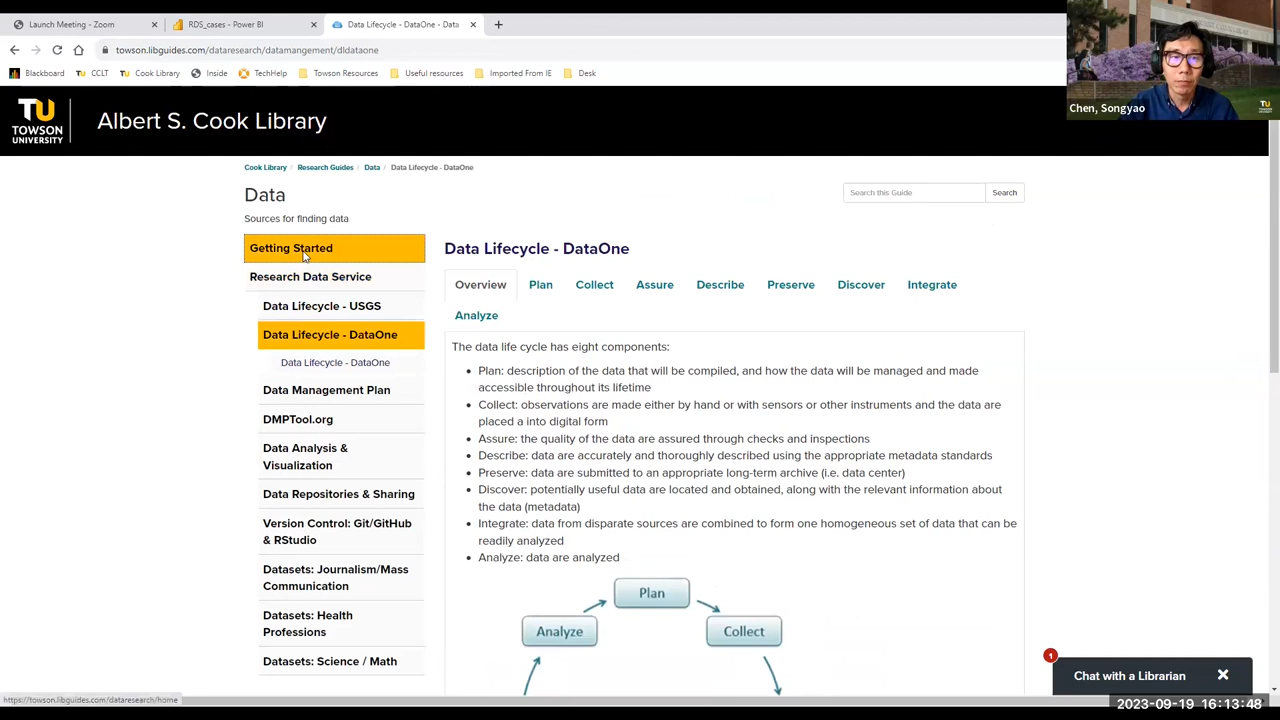 Launch Meeting - Zoom
RDS_cases - Power BI
Data Lifecycle - DataOne - Data
towson.libguides.com/dataresearch/datamangement/dldataone
Blackboard
TU CCLT
TU Cook Library
Inside
TechHelp
Towson Resources
Useful resources
Imported From IE
Desk
Chen, Songyao
TU
TOWSON
UNIVERSITY
Albert S. Cook Library
Cook Library / Research Guides / Data / Data Lifecycle - DataOne
Data
Search this Guide
Search
Sources for finding data
Getting Started
Research Data Service
Data Lifecycle - USGS
Data Lifecycle - DataOne
Data Lifecycle - DataOne
Data Management Plan
DMPTool.org
Data Analysis &
Visualization
Data Repositories & Sharing
Version Control: Git/GitHub
& RStudio
Datasets: Journalism/Mass
Communication
Datasets: Health
Professions
Datasets: Science / Math
Data Lifecycle - DataOne
Overview Plan Collect Assure Describe Preserve Discover Integrate
Analyze
The data life cycle has eight components:
• Plan: description of the data that will be compiled, and how the data will be managed and made
accessible throughout its lifetime
• Collect: observations are made either by hand or with sensors or other instruments and the data are
placed a into digital form
• Assure: the quality of the data are assured through checks and inspections
• Describe: data are accurately and thoroughly described using the appropriate metadata standards
• Preserve: data are submitted to an appropriate long-term archive (i.e. data center)
• Discover: potentially useful data are located and obtained, along with the relevant information about
the data (metadata)
• Integrate: data from disparate sources are combined to form one homogeneous set of data that can be
readily analyzed
• Analyze: data are analyzed
Plan
Analyze
Collect
1
Chat with a Librarian
https://towson.libguides.com/dataresearch/home
2023-09-19 16:13:48